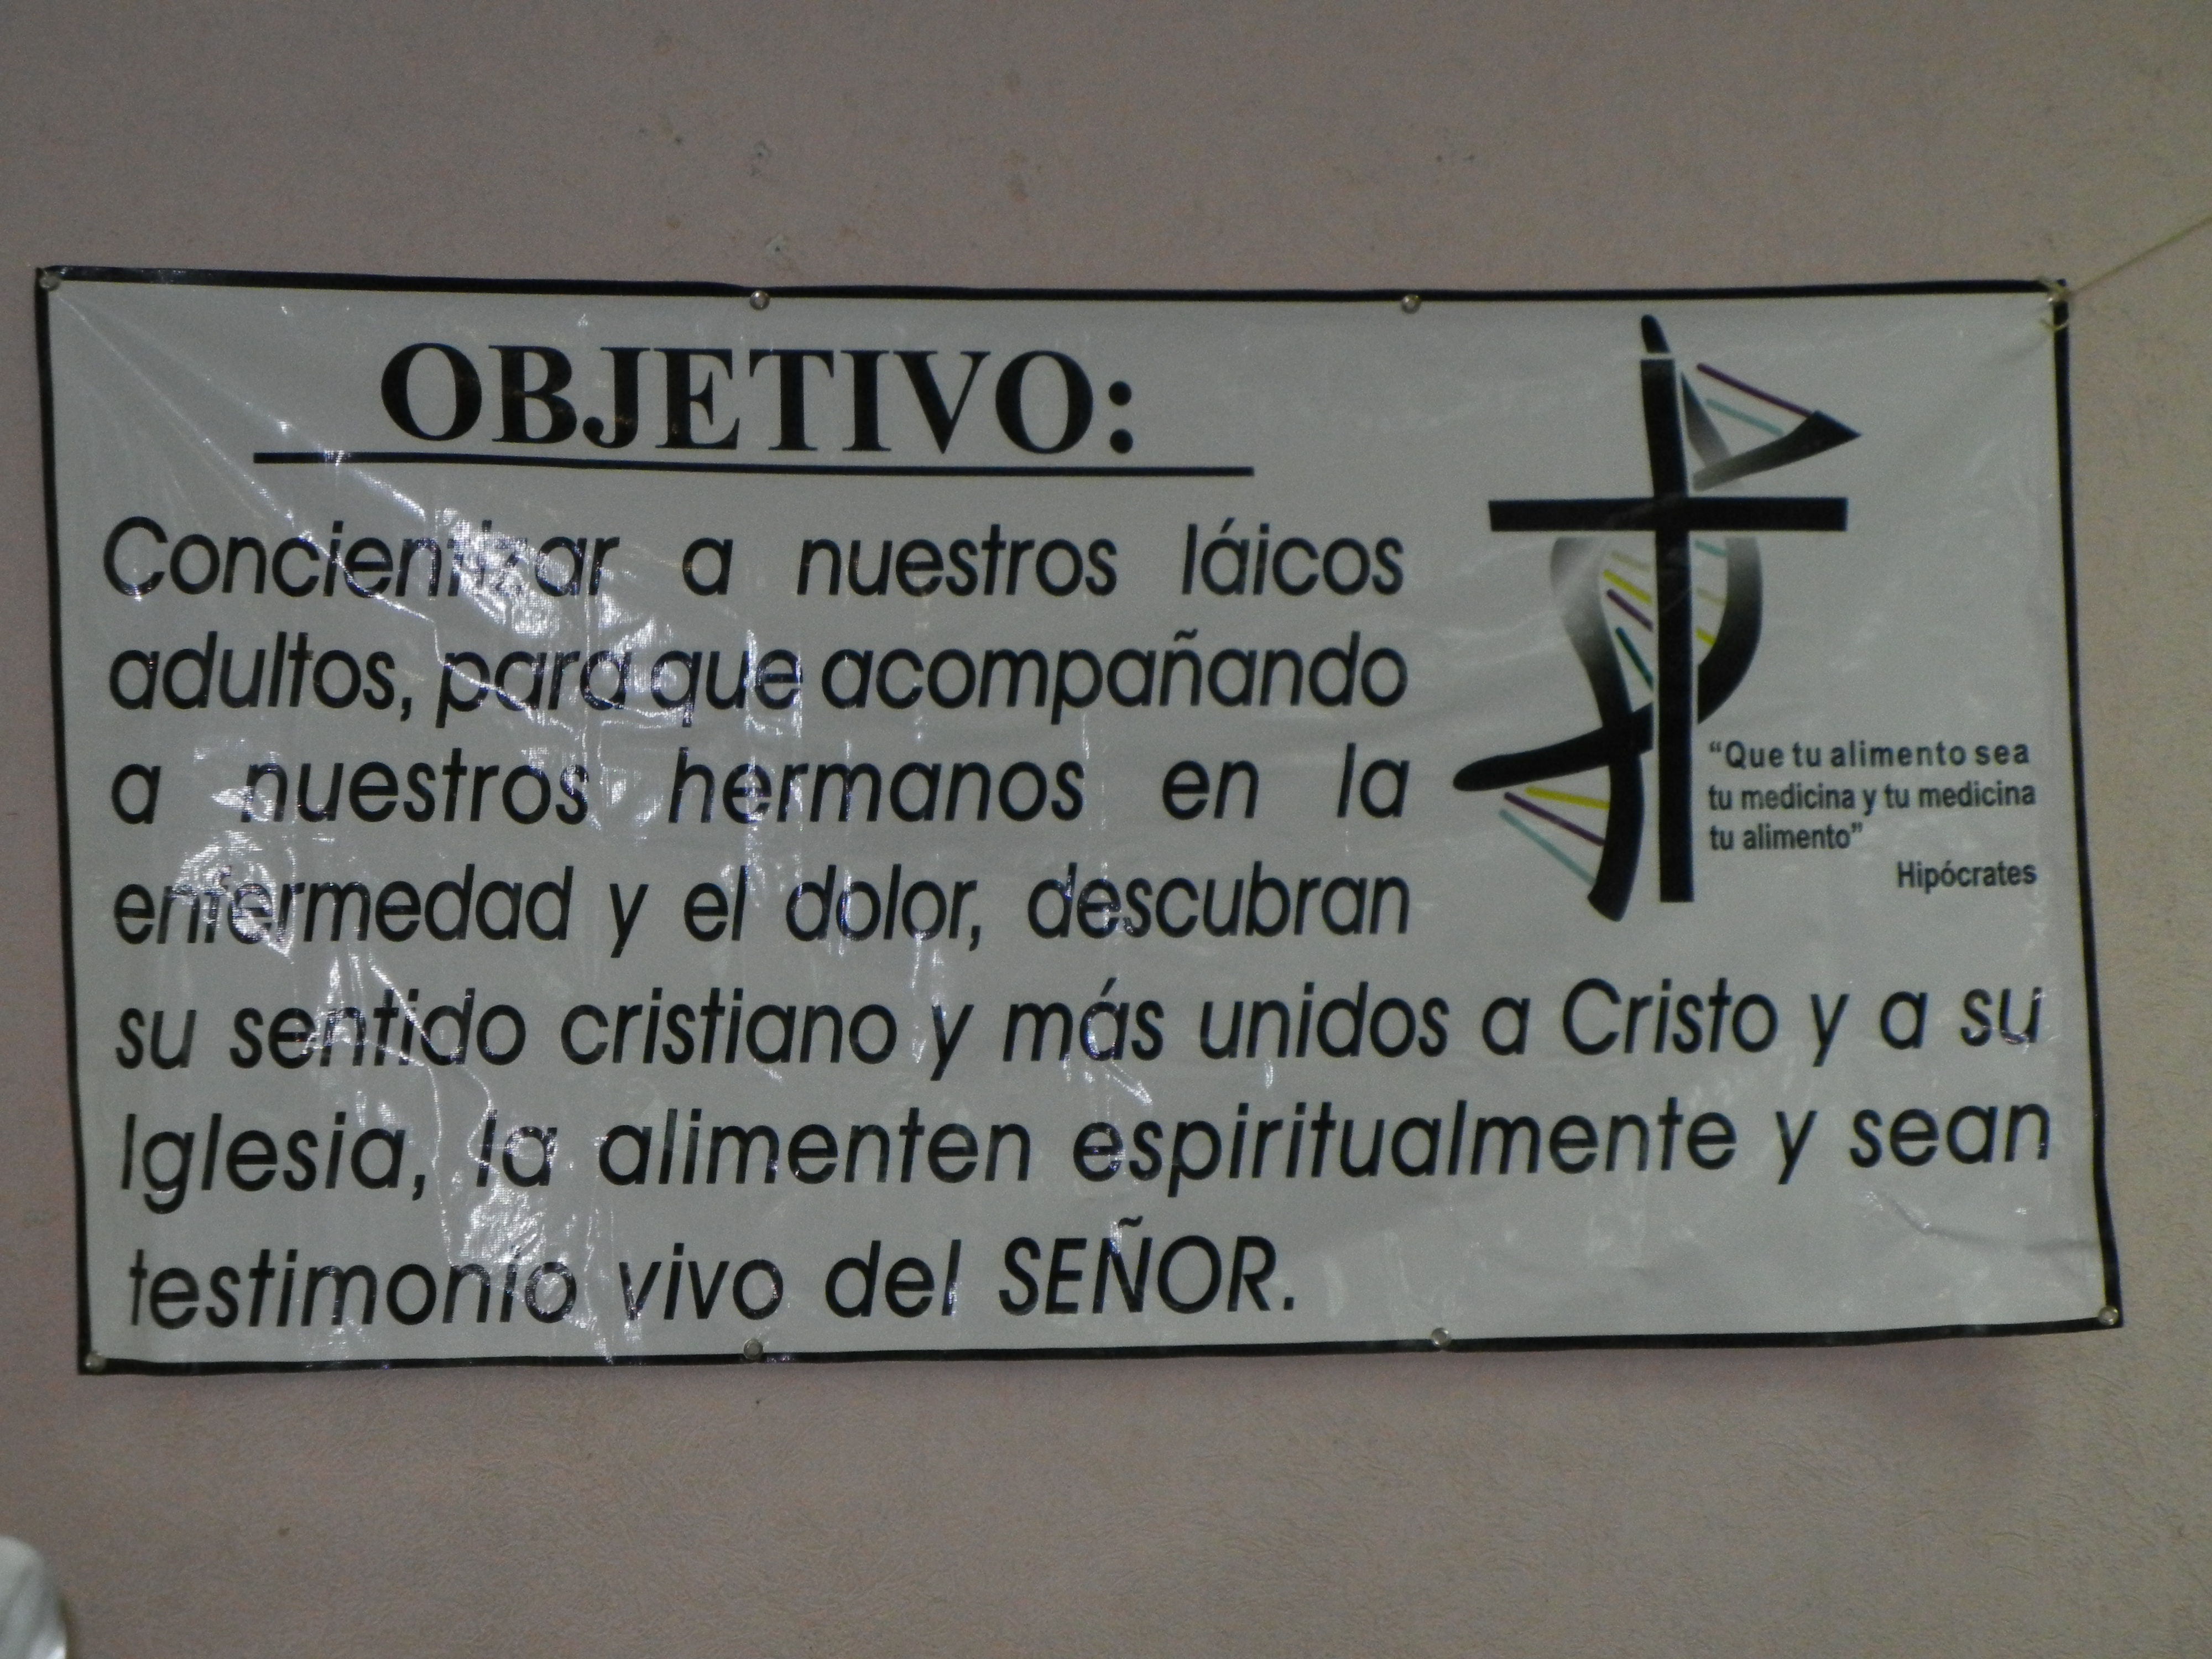 OBJETIVO:
Concientizar a nuestros láicos
adultos, para que acompañando
a nuestros hermanos en la
enfermedad y el dolor, descubran
su sentido cristiano y más unidos a Cristo y a su
Iglesia, la alimenten espiritualmente y sean
testimonio vivo del SEÑOR.
“Que tu alimento sea
tu medicina y tu medicina
tu alimento”
Hipócrates